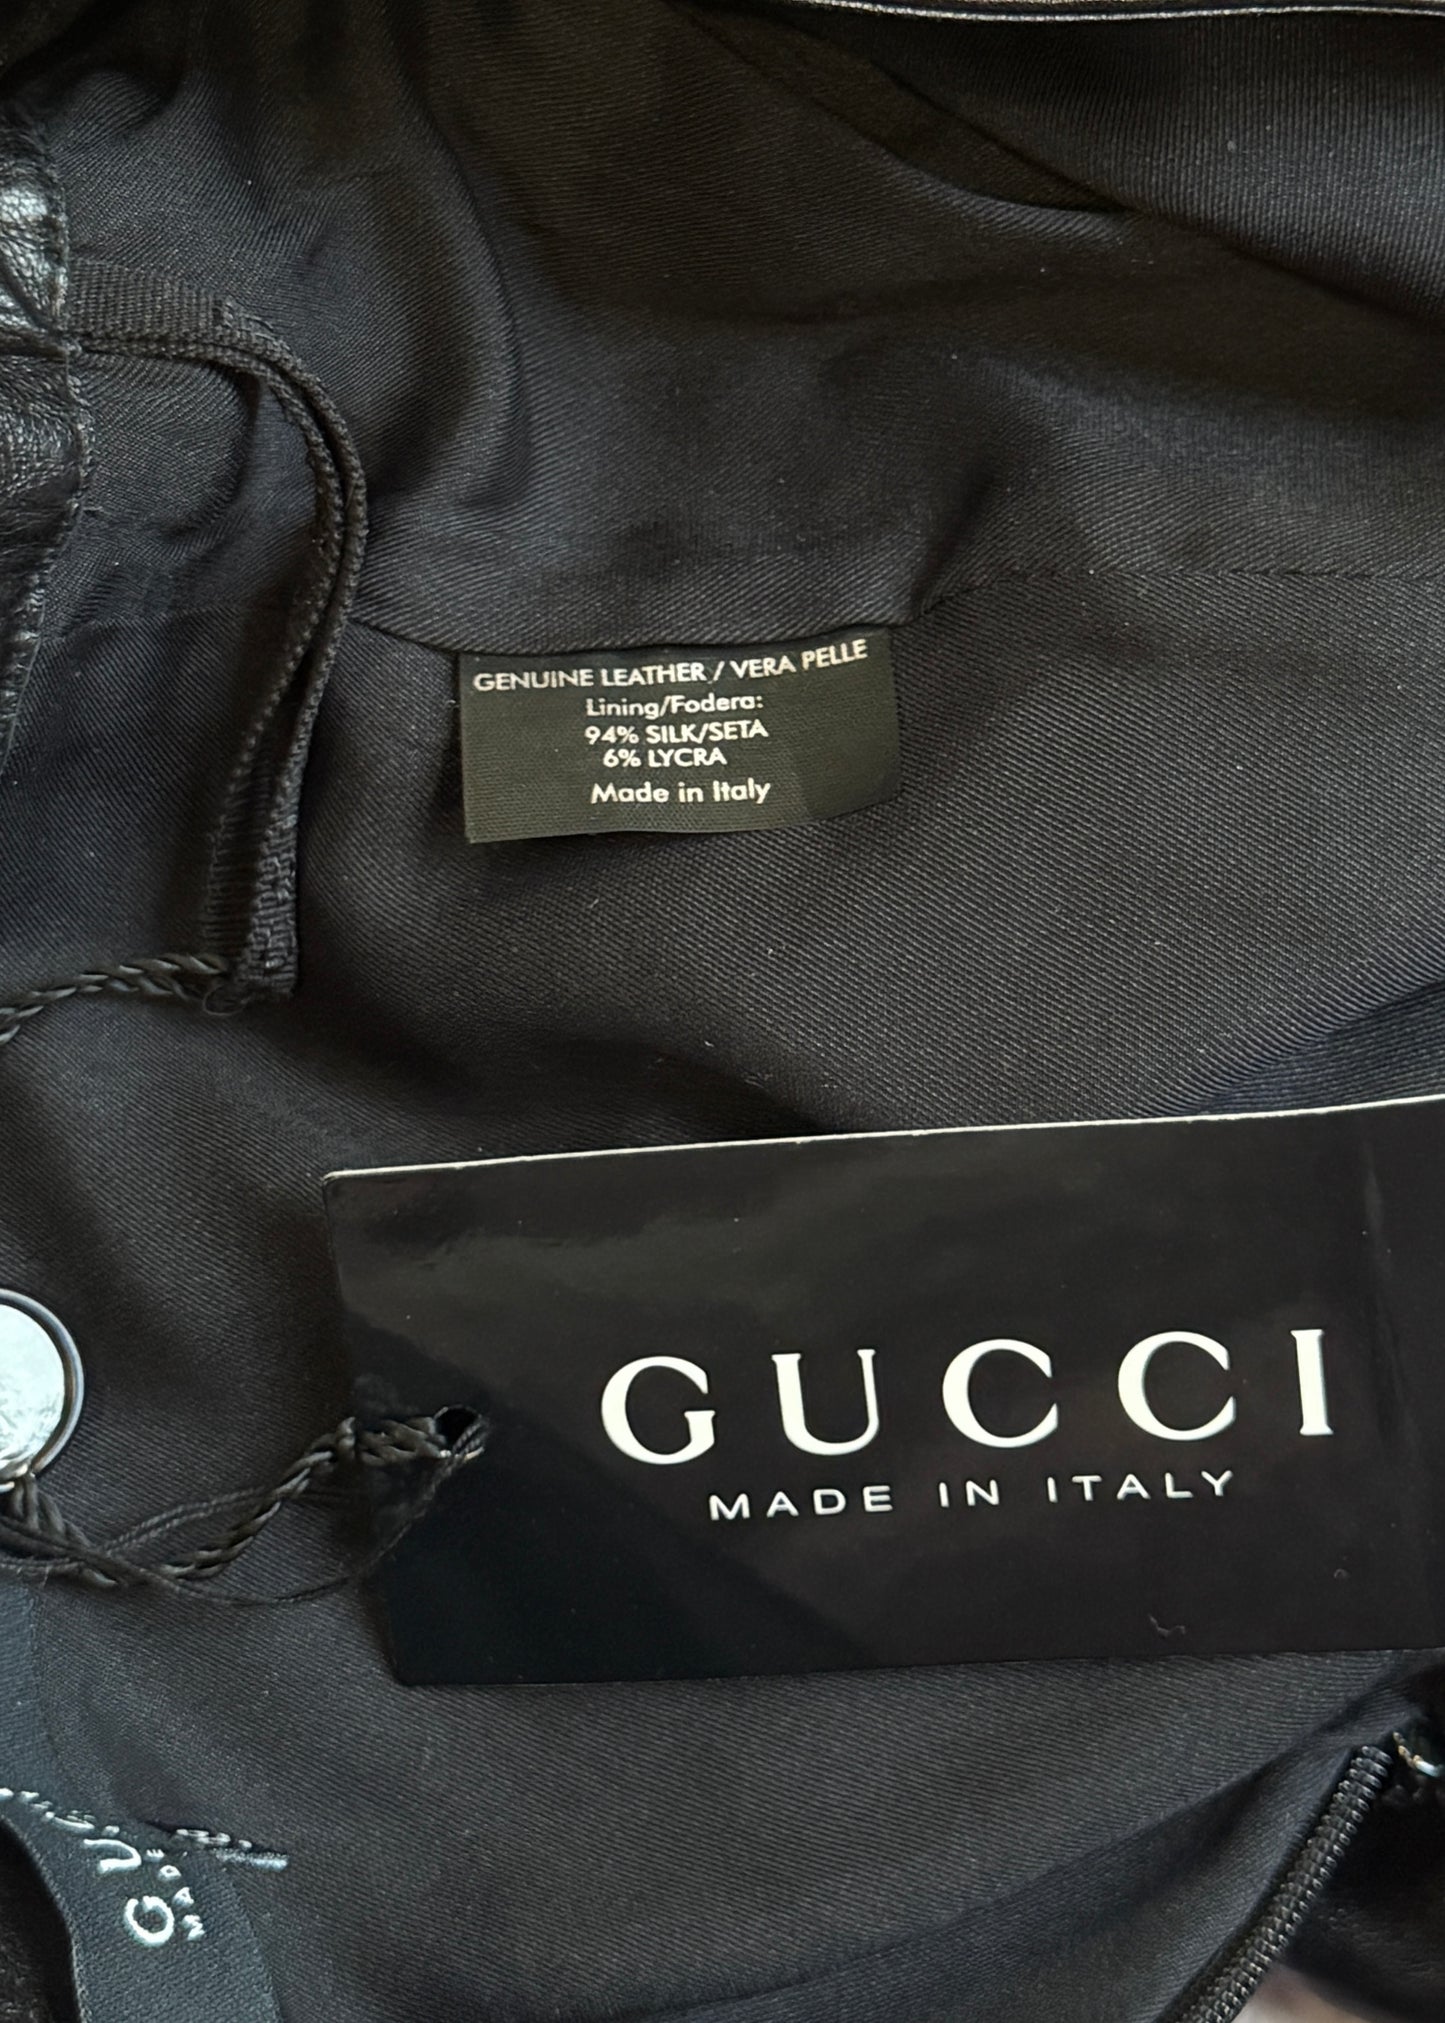 GENUINE LEATHER / VERA PELLE
Lining/Fodera:
94% SILK/SETA
6% LYCRA
Made in Italy
GUCCI
MADE IN ITALY